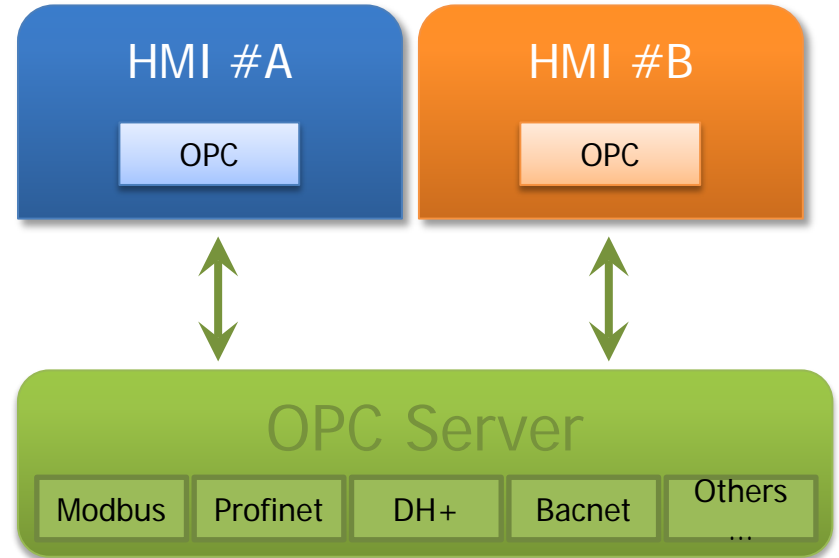 HMI #A
HMI #B
OPC
OPC
OPC Server
Modbus
Profinet
DH+
Bacnet
Others
...